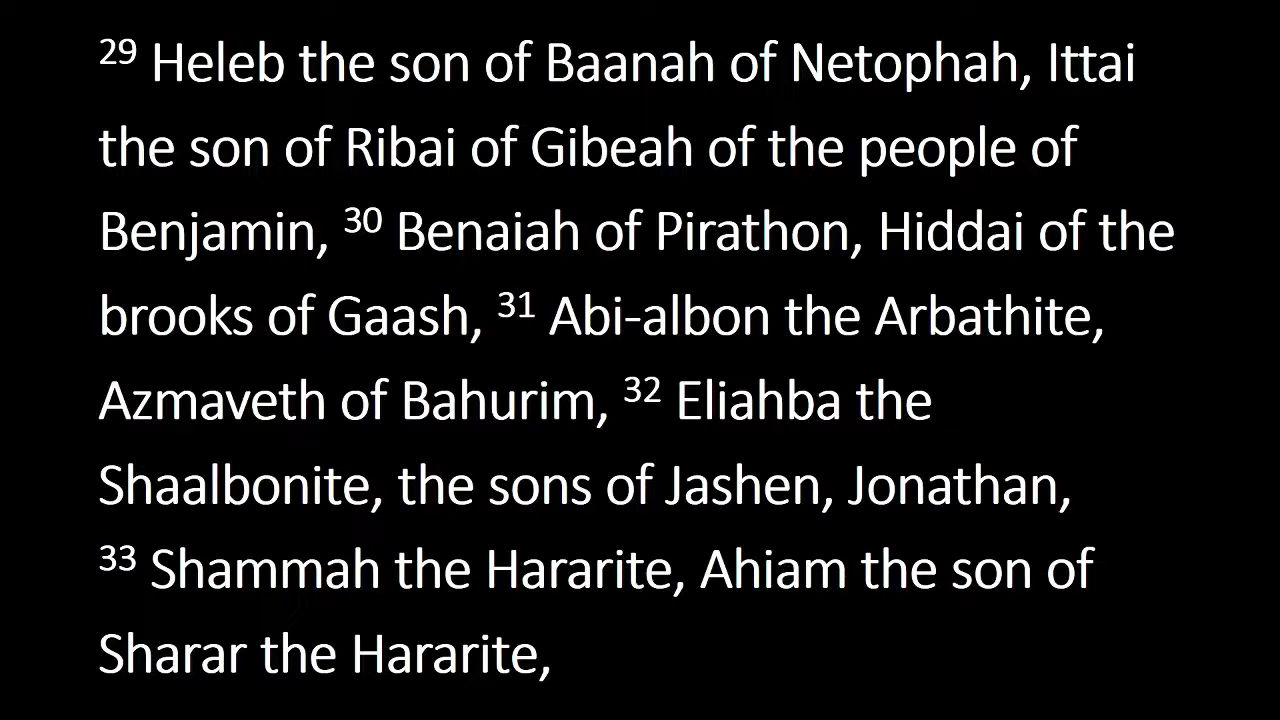 29 Heleb the son of Baanah of Netophah, Ittai
the son of Ribai of Gibeah of the people of
Benjamin, 30 Benaiah of Pirathon, Hiddai of the
brooks of Gaash, 31 Abi-albon the Arbathite,
Azmaveth of Bahurim, 32 Eliahba the
Shaalbonite, the sons of Jashen, Jonathan,
33 Shammah the Hararite, Ahiam the son of
Sharar the Hararite,